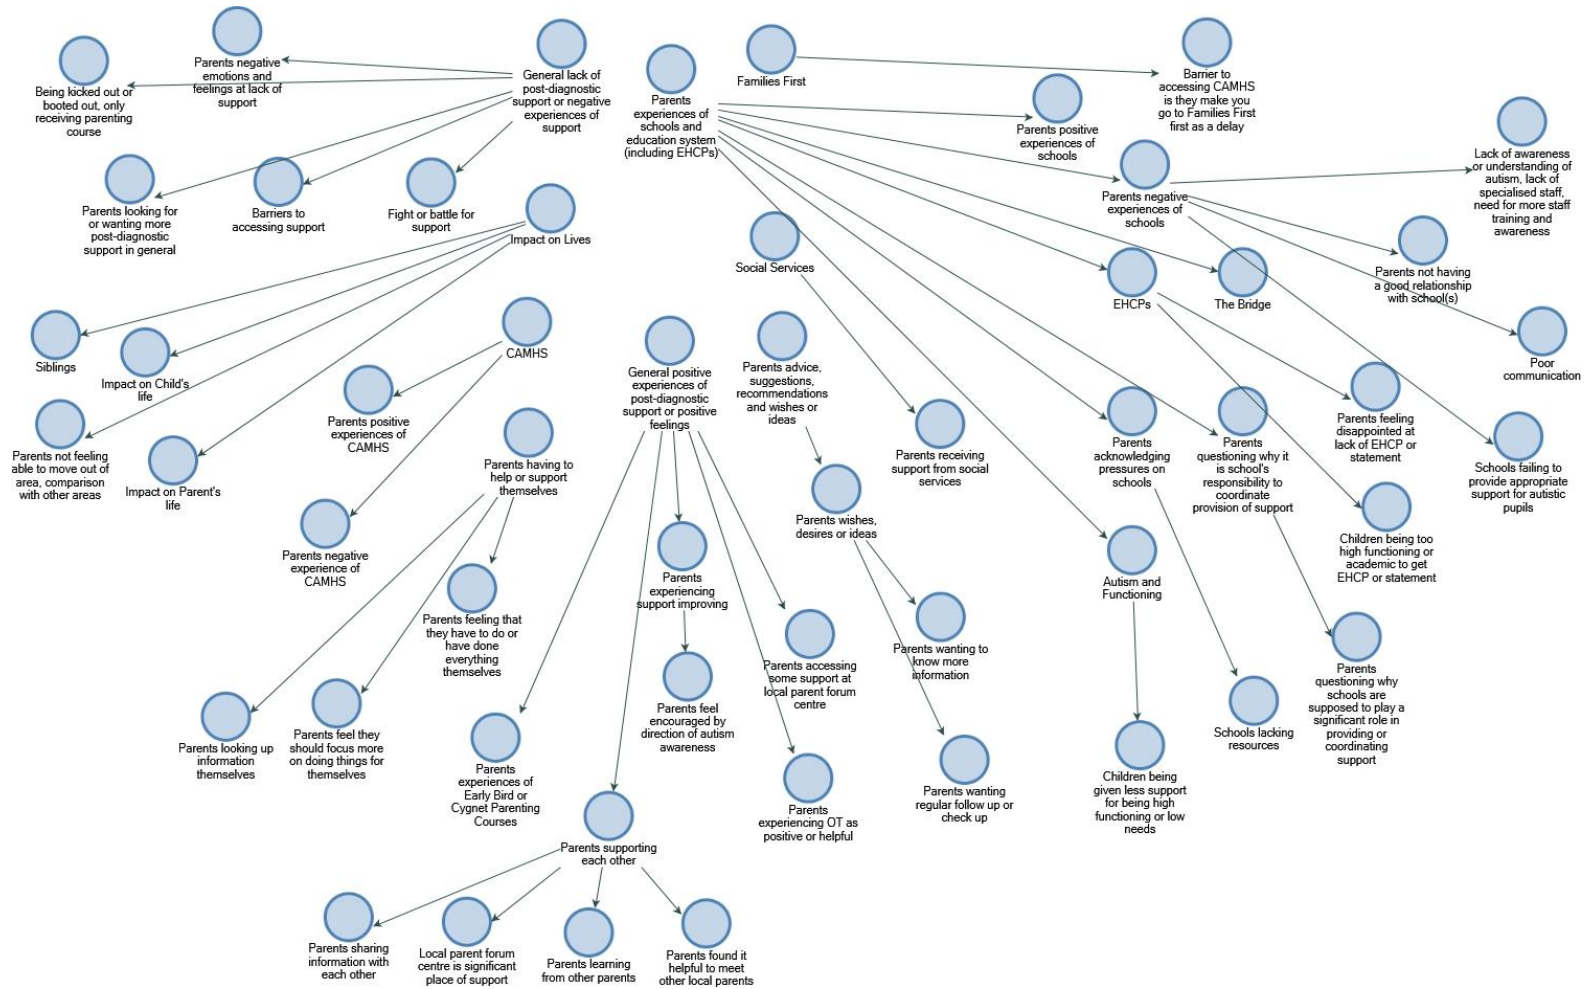 Being kicked out or
booted out, only
receiving parenting
course
Parents negative
emotions and
feelings at lack of
support
General lack of
post-diagnostic
support or negative
experiences of
support
Parents
experiences of
schools and
education system
(including EHCPs)
Families First
Barrier to
accessing CAMHS
is they make you
go to Families First
first as a delay
Parents positive
experiences of
schools
Parents negative
experiences of
schools
Lack of awareness
or understanding of
autism, lack of
specialised staff,
need for more staff
training and
awareness
Parents looking for
or wanting more
post-diagnostic
support in general
Barriers to
accessing support
Fight or battle for
support
Impact on Lives
Social Services
EHCPs
The Bridge
Parents not having
a good relationship
with school(s)
Poor
communication
Siblings
Impact on Child's
life
CAMHS
Parents positive
experiences of
CAMHS
General positive
experiences of
post-diagnostic
support or positive
feelings
Parents advice,
suggestions,
recommendations
and wishes or
ideas
Parents receiving
support from social
services
Parents
acknowledging
pressures on
schools
Parents
questioning why it
is school's
responsibility to
coordinate
provision of support
Parents feeling
disappointed at
lack of EHCP or
statement
Schools failing to
provide appropriate
support for autistic
pupils
Parents not feeling
able to move out of
area, comparison
with other areas
Impact on Parent's
life
Parents having to
help or support
themselves
Parents negative
experience of
CAMHS
Parents wishes,
desires or ideas
Children being too
high functioning or
academic to get
EHCP or statement
Parents feeling that
they have to do or
have done
everything
themselves
Parents
experiencing
support improving
Autism and
Functioning
Parents accessing
some support at
local parent forum
centre
Parents wanting to
know more
information
Parents
questioning why
schools are
supposed to play a
significant role in
providing or
coordinating
support
Parents looking up
information
themselves
Parents feel they
should focus more
on doing things for
themselves
Parents
experiences of
Early Bird or
Cygnet Parenting
Courses
Parents feel
encouraged by
direction of autism
awareness
Parents
experiencing OT as
positive or helpful
Parents wanting
regular follow up or
check up
Children being
given less support
for being high
functioning or low
needs
Schools lacking
resources
Parents supporting
each other
Parents sharing
information with
each other
Local parent forum
centre is significant
place of support
Parents learning
from other parents
Parents found it
helpful to meet
other local parents